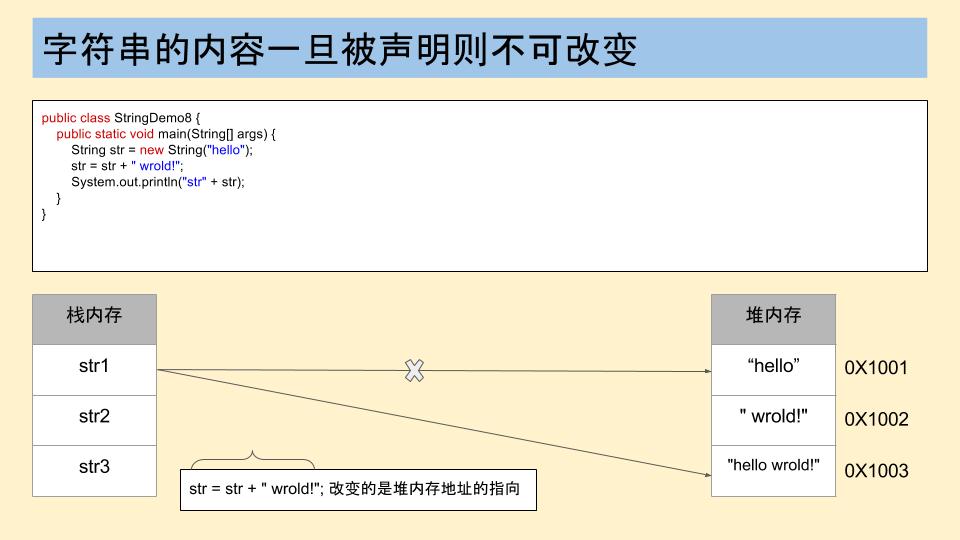 字符串的内容一旦被声明则不可改变
public class StringDemo8 {
public static void main(String[] args) {
String str = new String("hello");
str = str + " wrold!";
System.out.println("str" + str);
}
}
栈内存
堆内存
str1
“hello”
0X1001
str2
" wrold!"
0X1002
str3
"hello wrold!"
0X1003
str = str + " wrold!"; 改变的是堆内存地址的指向